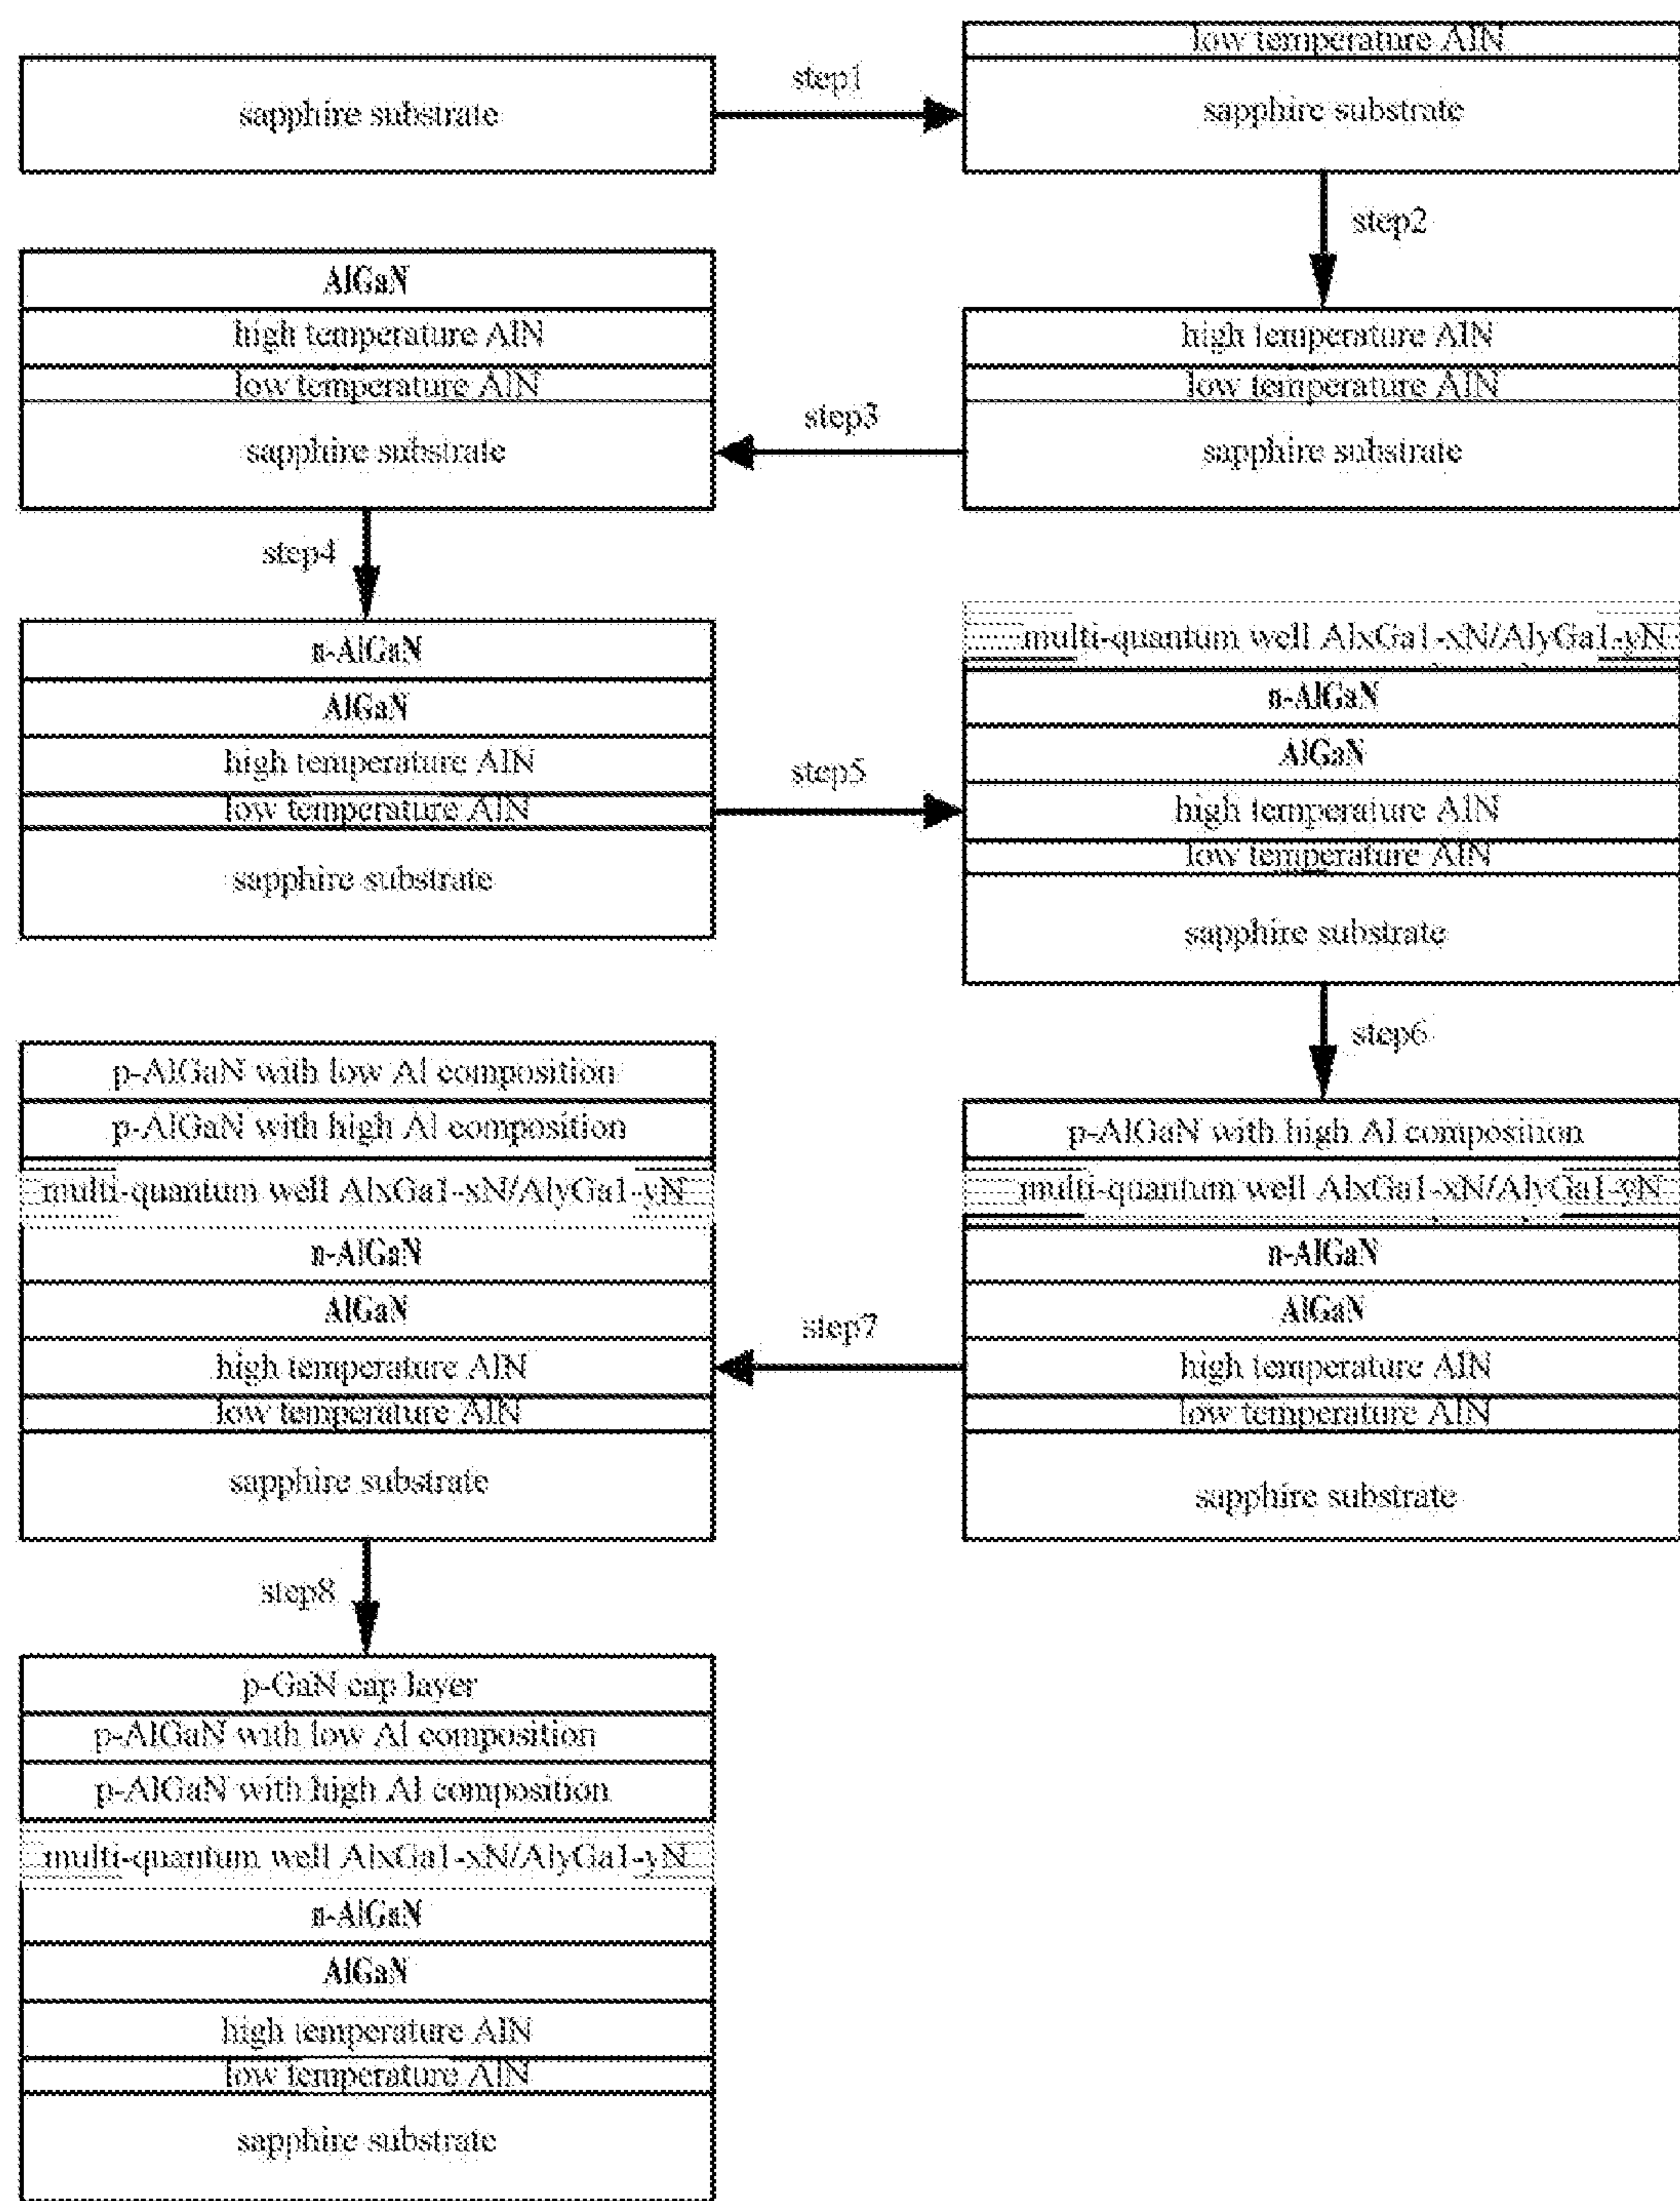 sapphire substrate
step1
low temperature AlN
sapphire substrate
step2
high temperature AlN
low temperature AlN
sapphire substrate
step3
AlGaN
high temperature AlN
low temperature AlN
sapphire substrate
step4
n-AlGaN
AlGaN
high temperature AlN
low temperature AlN
sapphire substrate
step5
multi-quantum well AlxGa1-xN/AlyGa1-yN
n-AlGaN
AlGaN
high temperature AlN
low temperature AlN
sapphire substrate
step6
p-AlGaN with high Al composition
multi-quantum well AlxGa1-xN/AlyGa1-yN
n-AlGaN
AlGaN
high temperature AlN
low temperature AlN
sapphire substrate
step7
p-AlGaN with low Al composition
p-AlGaN with high Al composition
multi-quantum well AlxGa1-xN/AlyGa1-yN
n-AlGaN
AlGaN
high temperature AlN
low temperature AlN
sapphire substrate
step8
p-GaN cap layer
p-AlGaN with low Al composition
p-AlGaN with high Al composition
multi-quantum well AlxGa1-xN/AlyGa1-yN
n-AlGaN
AlGaN
high temperature AlN
low temperature AlN
sapphire substrate